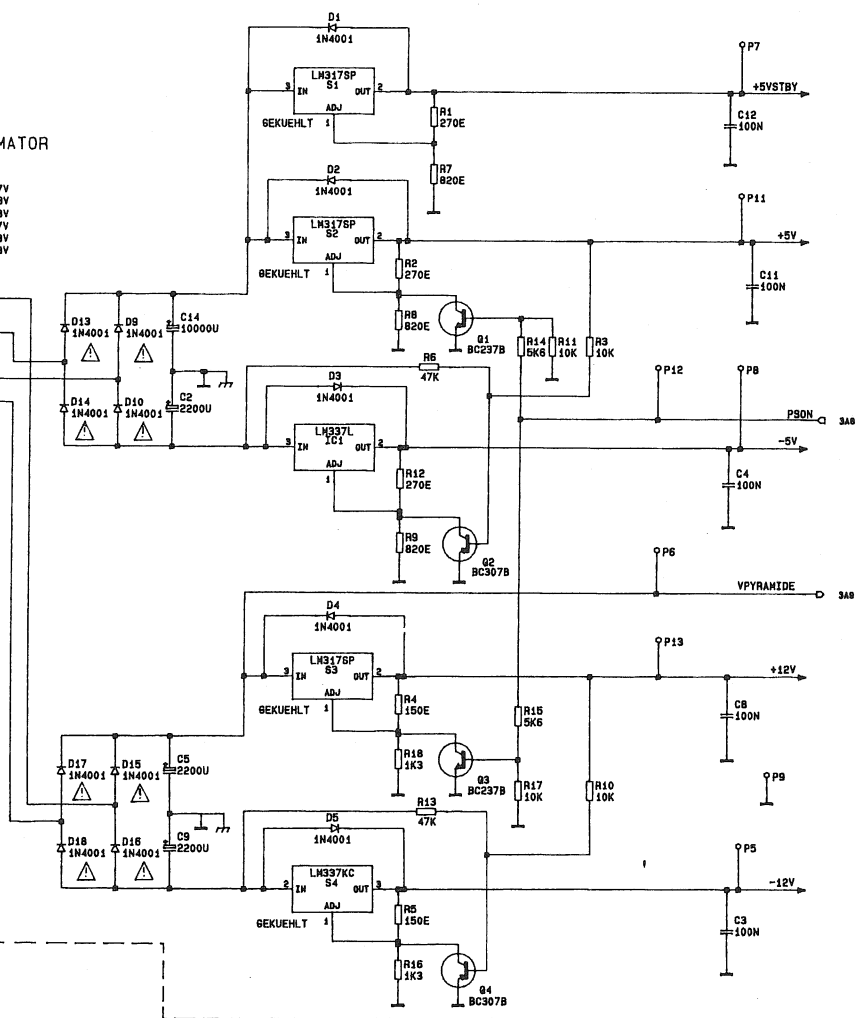 D1
1N4001
P7
LM317SP
S1
3 IN OUT 2
ADJ
1
GEKUEHLT
+5VSTBY
R1
270E
C12
100N
MATOR
R7
820E
D2
1N4001
P11
7V
LM317SP
S2
3 IN OUT 2
ADJ
1
GEKUEHLT
+5V
R2
270E
C11
100N
R8
820E
Q1
BC237B
R14
5K6
R11
10K
R3
10K
D13
1N4001
D9
1N4001
C14
10000U
R6
47K
D3
1N4001
P12
P8
D14
1N4001
D10
1N4001
C2
2200U
PSON
3A6
LM337L
IC1
3 IN OUT 2
ADJ
1
-5V
R12
270E
C4
100N
R9
820E
Q2
BC307B
P6
VPYRAMIDE
3A9
D4
1N4001
P13
LM317SP
S3
3 IN OUT 2
ADJ
1
GEKUEHLT
+12V
R4
150E
R15
5K6
C8
100N
R18
1K3
Q3
BC237B
R17
10K
R10
10K
P9
D17
1N4001
D15
1N4001
C5
2200U
R13
47K
D5
1N4001
D18
1N4001
D16
1N4001
C9
2200U
P5
LM337KC
S4
2 IN OUT 3
ADJ
1
GEKUEHLT
-12V
R5
150E
C3
100N
R16
1K3
Q4
BC307B